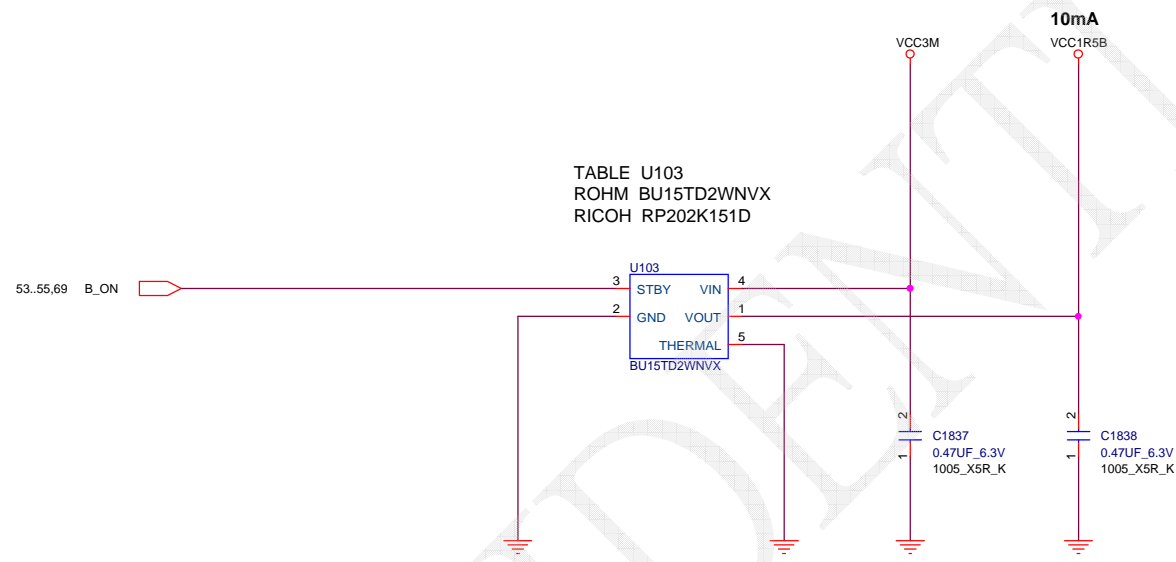 10mA
VCC3M
VCC1R5B
TABLE U103
ROHM BU15TD2WNVX
RICOH RP202K151D
U103
53..55,69 B_ON
3
STBY
VIN
4
2
GND
VOUT
1
THERMAL
5
BU15TD2WNVX
2
C1837
0.47UF_6.3V
1
1005_X5R_K
2
C1838
0.47UF_6.3V
1
1005_X5R_K